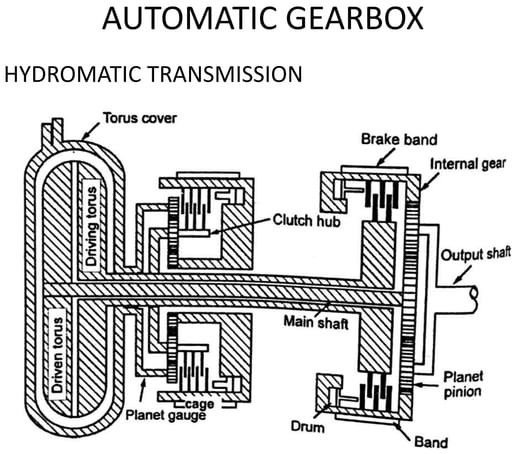 AUTOMATIC GEARBOX
HYDROMATIC TRANSMISSION
Torus cover
Brake band
Internal gear
Driving torus
Clutch hub
Output shaft
Main shaft
Driven torus
Planet gauge
cage
Planet pinion
Drum
Band